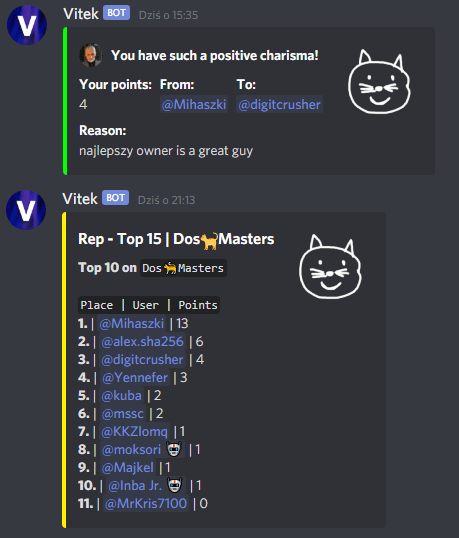 Vitek BOT Dziś o 15:35
You have such a positive charisma!
Your points: From: To:
4 @Mihaszki @digitcrusher
Reason:
najlepszy owner is a great guy
V
Vitek BOT Dziś o 21:13
V
Rep - Top 15 | Dos🐈Masters
Top 10 on Dos🐈Masters
Place | User | Points
1. | @Mihaszki | 13
2. | @alex.sha256 | 6
3. | @digitcrusher | 4
4. | @Yennefer | 3
5. | @kuba | 2
6. | @mssc | 2
7. | @KKZlomq | 1
8. | @moksori | 1
9. | @Majkel | 1
10. | @Inba Jr. | 1
11. | @MrKris7100 | 0